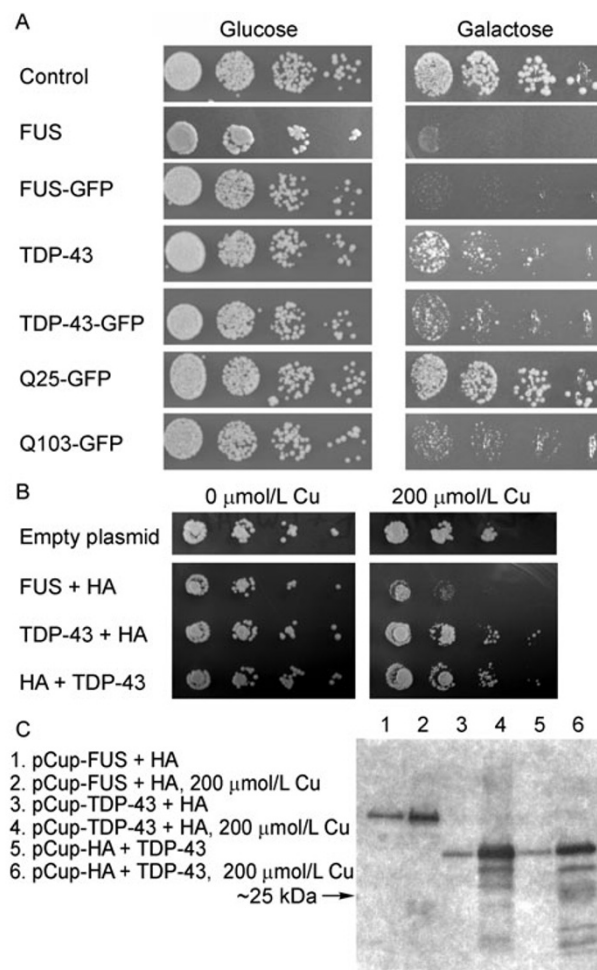 A
Glucose Galactose
Control
FUS
FUS-GFP
TDP-43
TDP-43-GFP
Q25-GFP
Q103-GFP
B
0 μmol/L Cu 200 μmol/L Cu
Empty plasmid
FUS + HA
TDP-43 + HA
HA + TDP-43
C
1 2 3 4 5 6
1. pCup-FUS + HA
2. pCup-FUS + HA, 200 μmol/L Cu
3. pCup-TDP-43 + HA
4. pCup-TDP-43 + HA, 200 μmol/L Cu
5. pCup-HA + TDP-43
6. pCup-HA + TDP-43, 200 μmol/L Cu
~25 kDa